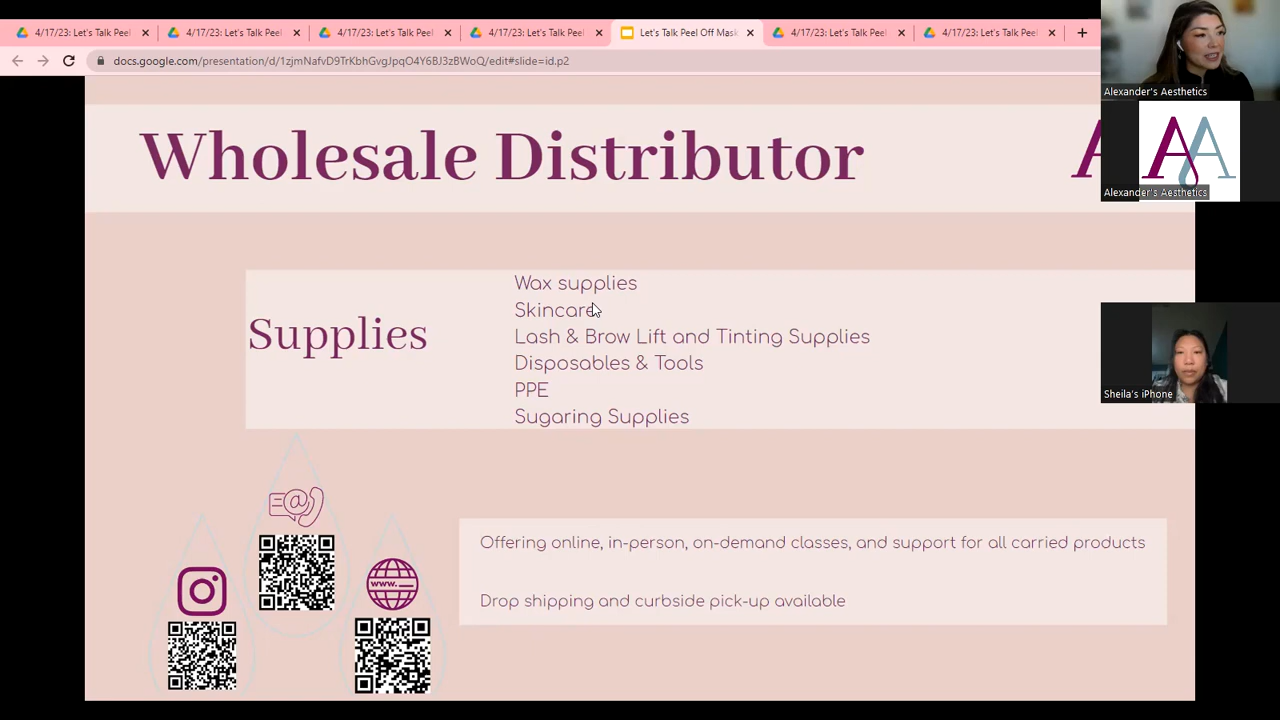 4/17/23: Let's Talk Peel
4/17/23: Let's Talk Peel
4/17/23: Let's Talk Peel
4/17/23: Let's Talk Peel
Let's Talk Peel Off Mask
4/17/23: Let's Talk Peel
4/17/23: Let's Talk Peel
docs.google.com/presentation/d/1zjmNafvD9TrKbhGvgJpqO4Y6BJ3zBWoQ/edit#slide=id.p2
Alexander's Aesthetics
Wholesale Distributor
A
AA
Alexander's Aesthetics
Supplies
Wax supplies
Skincare
Lash & Brow Lift and Tinting Supplies
Disposables & Tools
PPE
Sugaring Supplies
Sheila's iPhone
@
www.
Offering online, in-person, on-demand classes, and support for all carried products
Drop shipping and curbside pick-up available